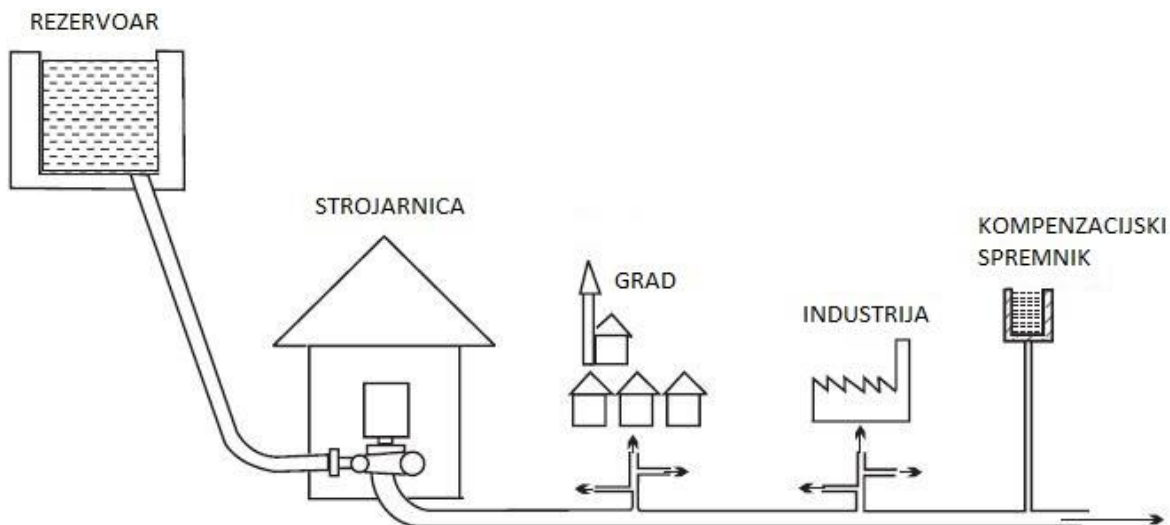 REZERVOAR
STROJARNICA
GRAD
INDUSTRIJA
KOMPENZACIJSKI
SPREMNIK